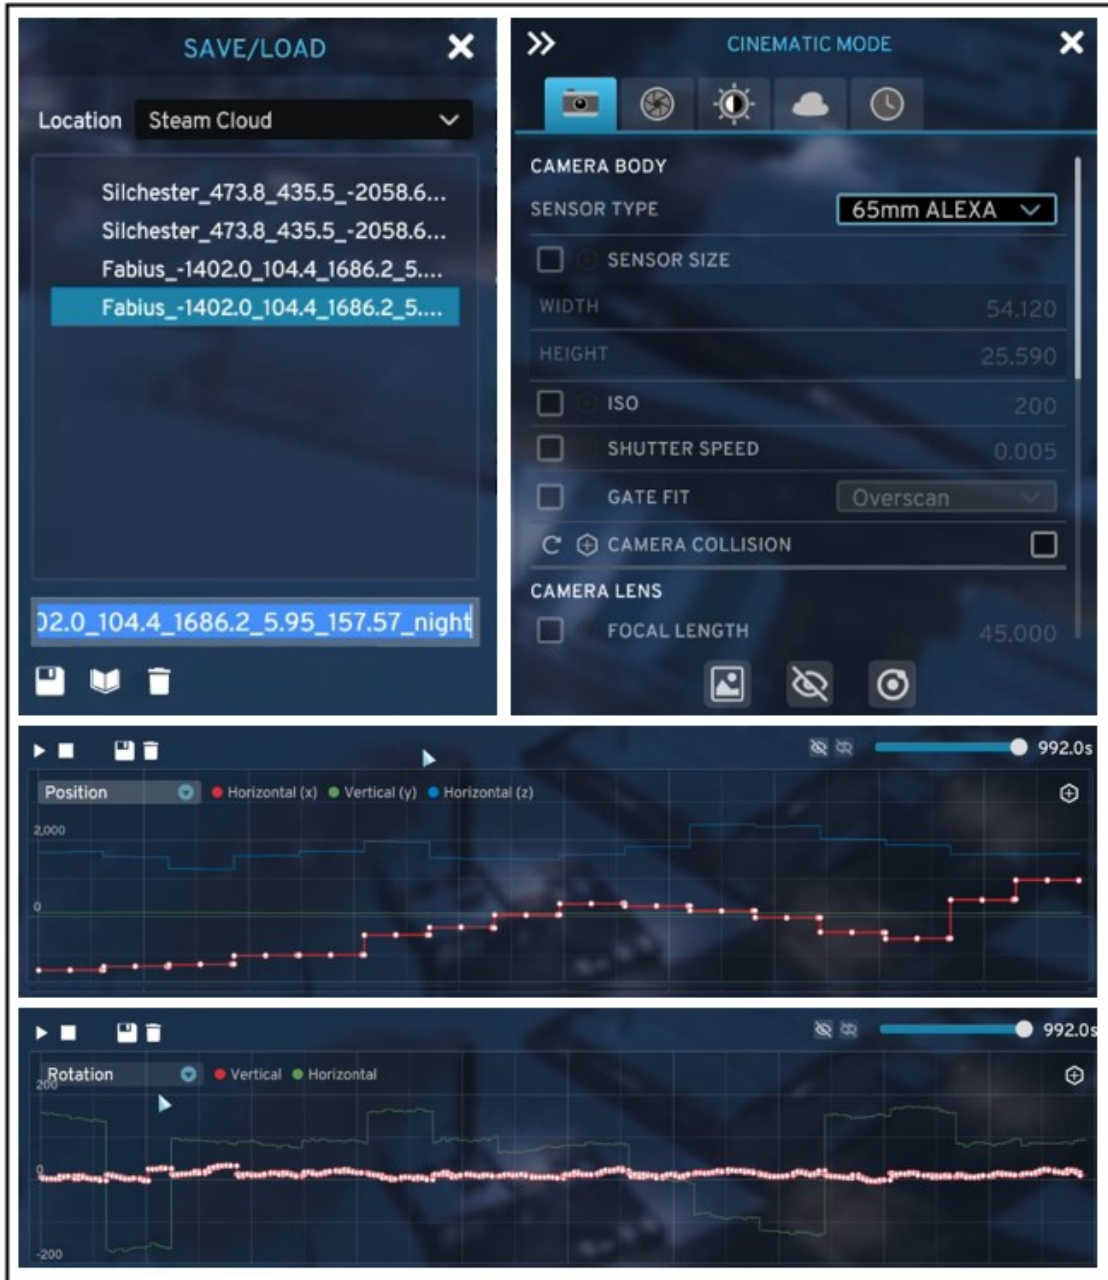 SAVE/LOAD
Location Steam Cloud
Silchester_473.8_435.5_-2058.6...
Silchester_473.8_435.5_-2058.6...
Fabius_-1402.0_104.4_1686.2_5....
Fabius_-1402.0_104.4_1686.2_5....
02.0_104.4_1686.2_5.95_157.57_night
CINEMATIC MODE
CAMERA BODY
SENSOR TYPE 65mm ALEXA
SENSOR SIZE
WIDTH 54.120
HEIGHT 25.590
ISO 200
SHUTTER SPEED 0.005
GATE FIT Overscan
CAMERA COLLISION
CAMERA LENS
FOCAL LENGTH 45.000
992.0s
Position Horizontal (x) Vertical (y) Horizontal (z)
2,000
0
992.0s
Rotation Vertical Horizontal
200
0
-200